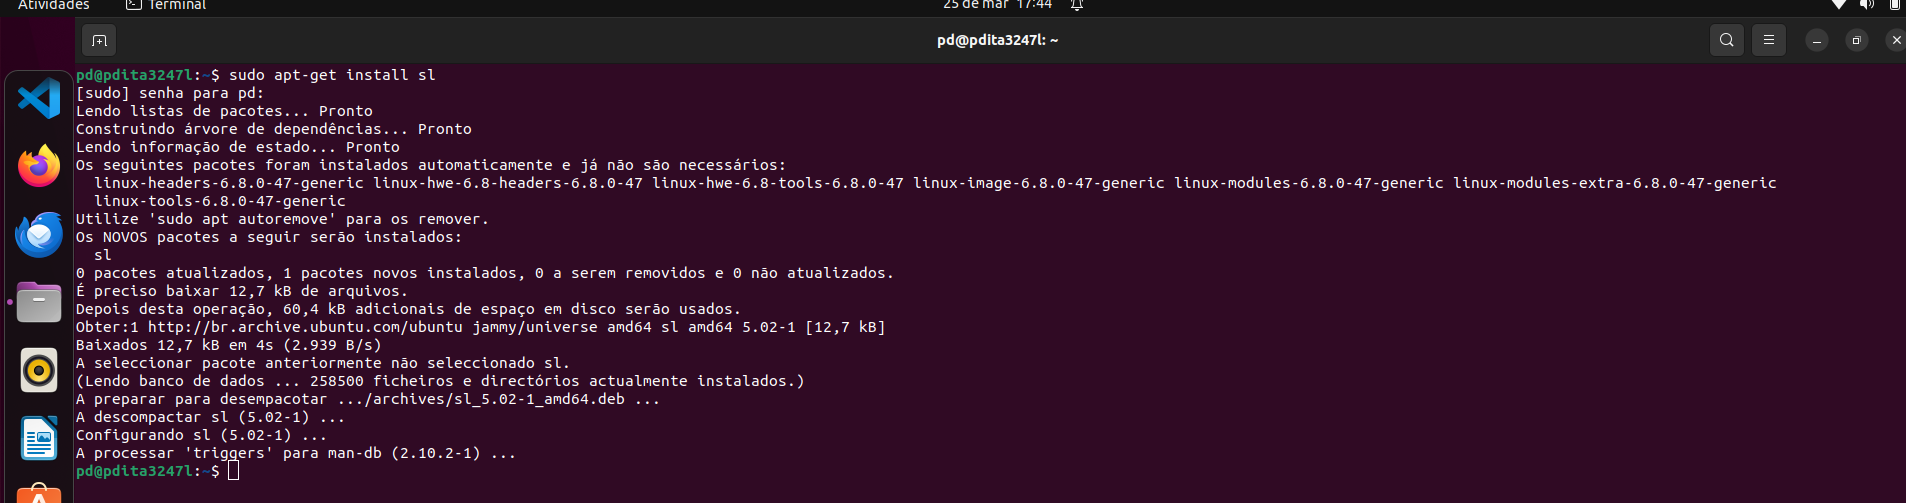 Atividades Terminal 25 de mar 17:44
pd@pdita3247l: ~
pd@pdita3247l:~$ sudo apt-get install sl
[sudo] senha para pd:
Lendo listas de pacotes... Pronto
Construindo árvore de dependências... Pronto
Lendo informação de estado... Pronto
Os seguintes pacotes foram instalados automaticamente e já não são necessários:
  linux-headers-6.8.0-47-generic linux-hwe-6.8-headers-6.8.0-47 linux-hwe-6.8-tools-6.8.0-47 linux-image-6.8.0-47-generic linux-modules-6.8.0-47-generic linux-modules-extra-6.8.0-47-generic
  linux-tools-6.8.0-47-generic
Utilize 'sudo apt autoremove' para os remover.
Os NOVOS pacotes a seguir serão instalados:
  sl
0 pacotes atualizados, 1 pacotes novos instalados, 0 a serem removidos e 0 não atualizados.
É preciso baixar 12,7 kB de arquivos.
Depois desta operação, 60,4 kB adicionais de espaço em disco serão usados.
Obter:1 http://br.archive.ubuntu.com/ubuntu jammy/universe amd64 sl amd64 5.02-1 [12,7 kB]
Baixados 12,7 kB em 4s (2.939 B/s)
A seleccionar pacote anteriormente não seleccionado sl.
(Lendo banco de dados ... 258500 ficheiros e directórios actualmente instalados.)
A preparar para desempacotar .../archives/sl_5.02-1_amd64.deb ...
A descompactar sl (5.02-1) ...
Configurando sl (5.02-1) ...
A processar 'triggers' para man-db (2.10.2-1) ...
pd@pdita3247l:~$